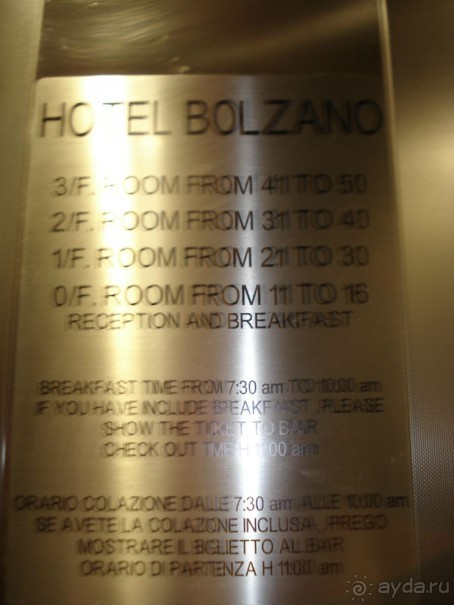 HOTEL BOLZANO
3/F. ROOM FROM 41 TO 50
2/F. ROOM FROM 31 TO 40
1/F. ROOM FROM 21 TO 30
0/F. ROOM FROM 11 TO 16
RECEPTION AND BREAKFAST
BREAKFAST TIME FROM 7:30 am TO 10:00 am
IF YOU HAVE INCLUDE BREAKFAST, PLEASE
SHOW THE TICKET TO BAR
CHECK OUT TIME H 11:00 am
ORARIO COLAZIONE DALLE 7:30 am ALLE 10:00 am
SE AVETE LA COLAZIONE INCLUSA, PREGO
MOSTRARE IL BIGLIETTO AL BAR
ORARIO DI PARTENZA H 11:00 am
ayda.ru